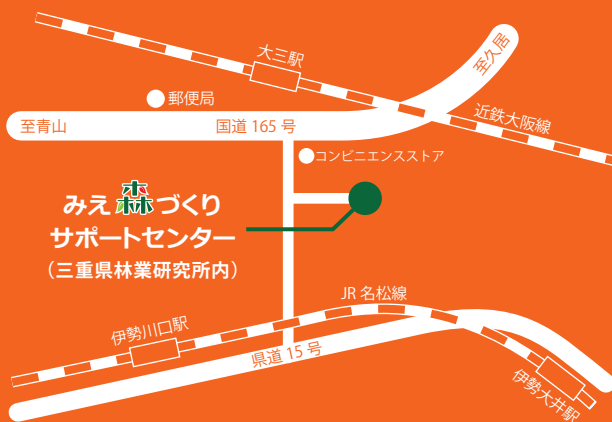 大三駅
至久居
郵便局
近鉄大阪線
至青山
国道 165 号
コンビニエンスストア
みえ森づくり
サポートセンター
（三重県林業研究所内）
JR 名松線
伊勢川口駅
県道 15 号
伊勢大井駅